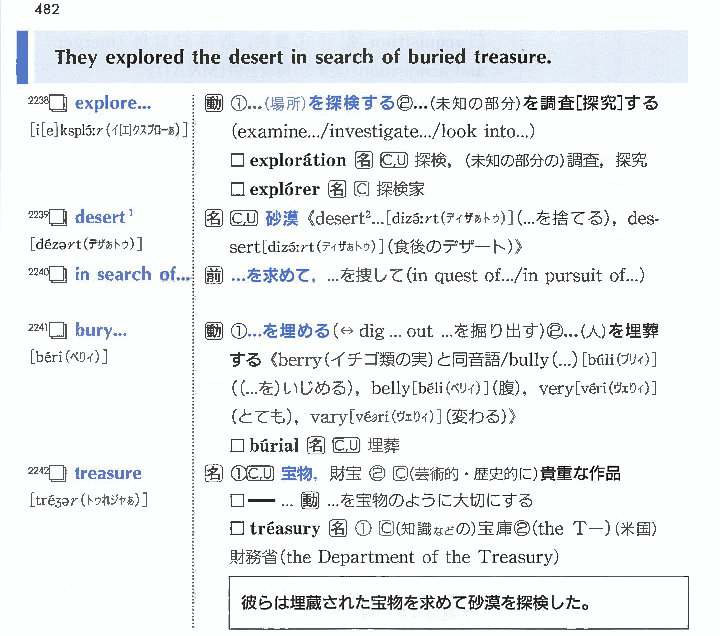 482
They explored the desert in search of buried treasure.
2238 □ explore... 動 ①...(場所)を探検する②...(未知の部分)を調査[探究]する
[i[e]ksplɔ́ːr(イ[エ]クスプローぁ)] (examine.../investigate.../look into...)
□ explorátion 名 C,U 探検，(未知の部分の)調査，探究
□ explórer 名 C 探検家
2239 □ desert¹ 名 C,U 砂漠《desert²...[dizə́ːrt(ディザぁトゥ)](...を捨てる)，des-
[dézərt(デザぁトゥ)] sert[dizə́ːrt(ディザぁトゥ)](食後のデザート)》
2240 □ in search of... 前 ...を求めて，...を捜して(in quest of.../in pursuit of...)
2241 □ bury... 動 ①...を埋める(↔ dig ... out ...を掘り出す)②...(人)を埋葬
[béri(ベリィ)] する《berry(イチゴ類の実)と同音語/bully(...)[búli(ブリィ)]
((...を)いじめる)，belly[béli(ベリィ)](腹)，very[véri(ヴェリィ)]
(とても)，vary[véəri(ヴェリィ)](変わる)》
□ búrial 名 C,U 埋葬
2242 □ treasure 名 ①C,U 宝物，財宝 ② C(芸術的・歴史的に)貴重な作品
[tréʒər(トゥれジャぁ)] □ ━ ... 動 ...を宝物のように大切にする
□ tréasury 名 ① C(知識などの)宝庫②(the T—)(米国)
財務省(the Department of the Treasury)
彼らは埋蔵された宝物を求めて砂漠を探検した。